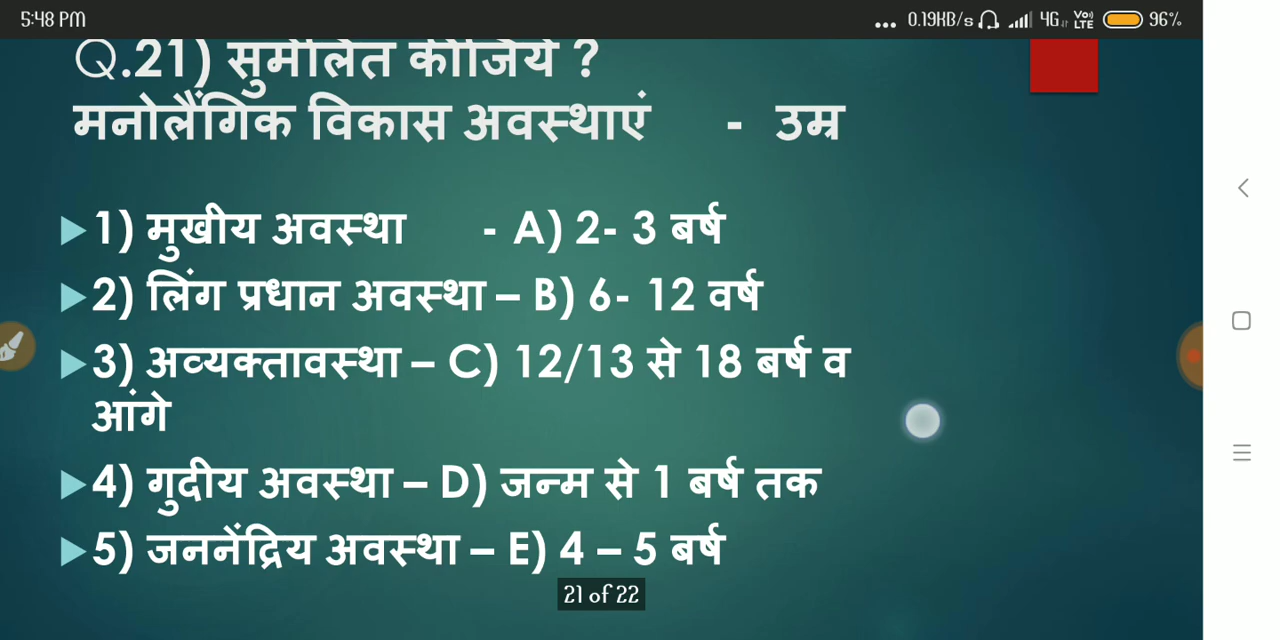 5:48 PM ... 0.19KB/s 4G Vo)) LTE 96%
Q.21) सुमेलित कीजिये ?
मनोलैंगिक विकास अवस्थाएं - उम्र
1) मुखीय अवस्था - A) 2- 3 बर्ष
2) लिंग प्रधान अवस्था – B) 6- 12 वर्ष
3) अव्यक्तावस्था – C) 12/13 से 18 बर्ष व
आंगे
4) गुदीय अवस्था – D) जन्म से 1 बर्ष तक
5) जननेंद्रिय अवस्था – E) 4 – 5 बर्ष
21 of 22